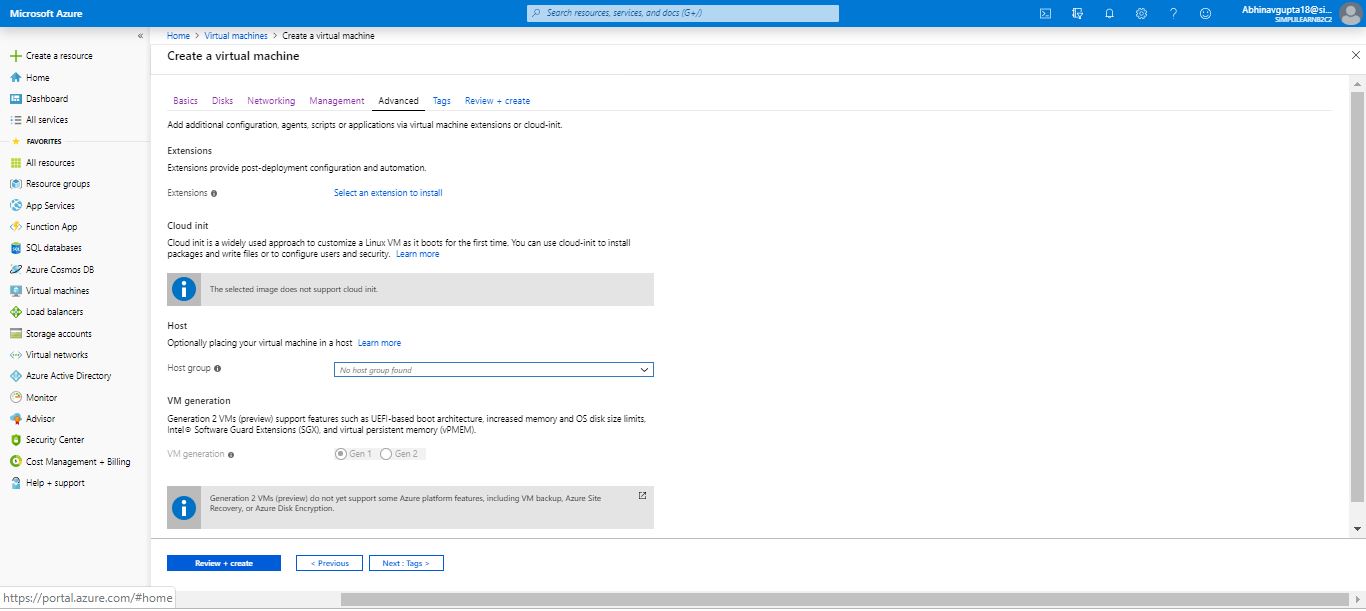 Microsoft Azure
Search resources, services, and docs (G+/)
Abhinavgupta18@si...
SIMPLILEARNB2C2
«
Create a resource
Home
Dashboard
All services
FAVORITES
All resources
Resource groups
App Services
Function App
SQL databases
Azure Cosmos DB
Virtual machines
Load balancers
Storage accounts
Virtual networks
Azure Active Directory
Monitor
Advisor
Security Center
Cost Management + Billing
Help + support
Home > Virtual machines > Create a virtual machine
Create a virtual machine
Basics Disks Networking Management Advanced Tags Review + create
Add additional configuration, agents, scripts or applications via virtual machine extensions or cloud-init.
Extensions
Extensions provide post-deployment configuration and automation.
Extensions Select an extension to install
Cloud init
Cloud init is a widely used approach to customize a Linux VM as it boots for the first time. You can use cloud-init to install
packages and write files or to configure users and security. Learn more
The selected image does not support cloud init.
Host
Optionally placing your virtual machine in a host Learn more
Host group No host group found
VM generation
Generation 2 VMs (preview) support features such as UEFI-based boot architecture, increased memory and OS disk size limits,
Intel® Software Guard Extensions (SGX), and virtual persistent memory (vPMEM).
VM generation Gen 1 Gen 2
Generation 2 VMs (preview) do not yet support some Azure platform features, including VM backup, Azure Site
Recovery, or Azure Disk Encryption.
Review + create < Previous Next : Tags >
https://portal.azure.com/#home